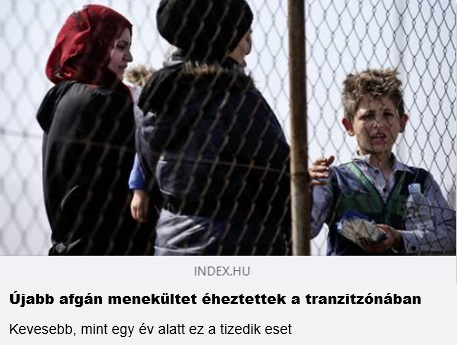 INDEX.HU
Újabb afgán menekültet éheztettek a tranzitzónában
Kevesebb, mint egy év alatt ez a tizedik eset